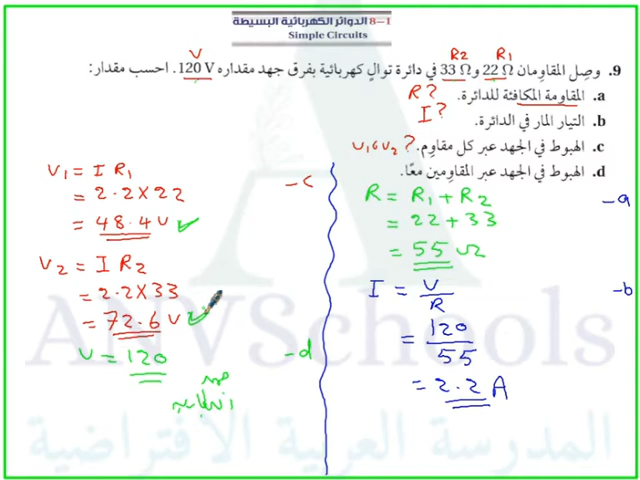 8-1 الدوائر الكهربائية البسيطة
Simple Circuits
V R2 R1
9. وصل المقاومان 22 Ω و 33 Ω في دائرة توالٍ كهربائية بفرق جهد مقداره 120 V. احسب مقدار:
a. المقاومة المكافئة للدائرة. R?
b. التيار المار في الدائرة. I?
c. الهبوط في الجهد عبر كل مقاوم. V1 6 V2 ?
d. الهبوط في الجهد عبر المقاومين معًا.
R = R1 + R2 -a
= 22 + 33
= 55 Ω
I = V/R -b
= 120/55
= 2.2 A
V1 = I R1 -c
= 2.2 × 22
= 48.4 V
V2 = I R2
= 2.2 × 33
= 72.6 V
V = 120 -d
ANVSchools
المدرسة العربية الافتراضية